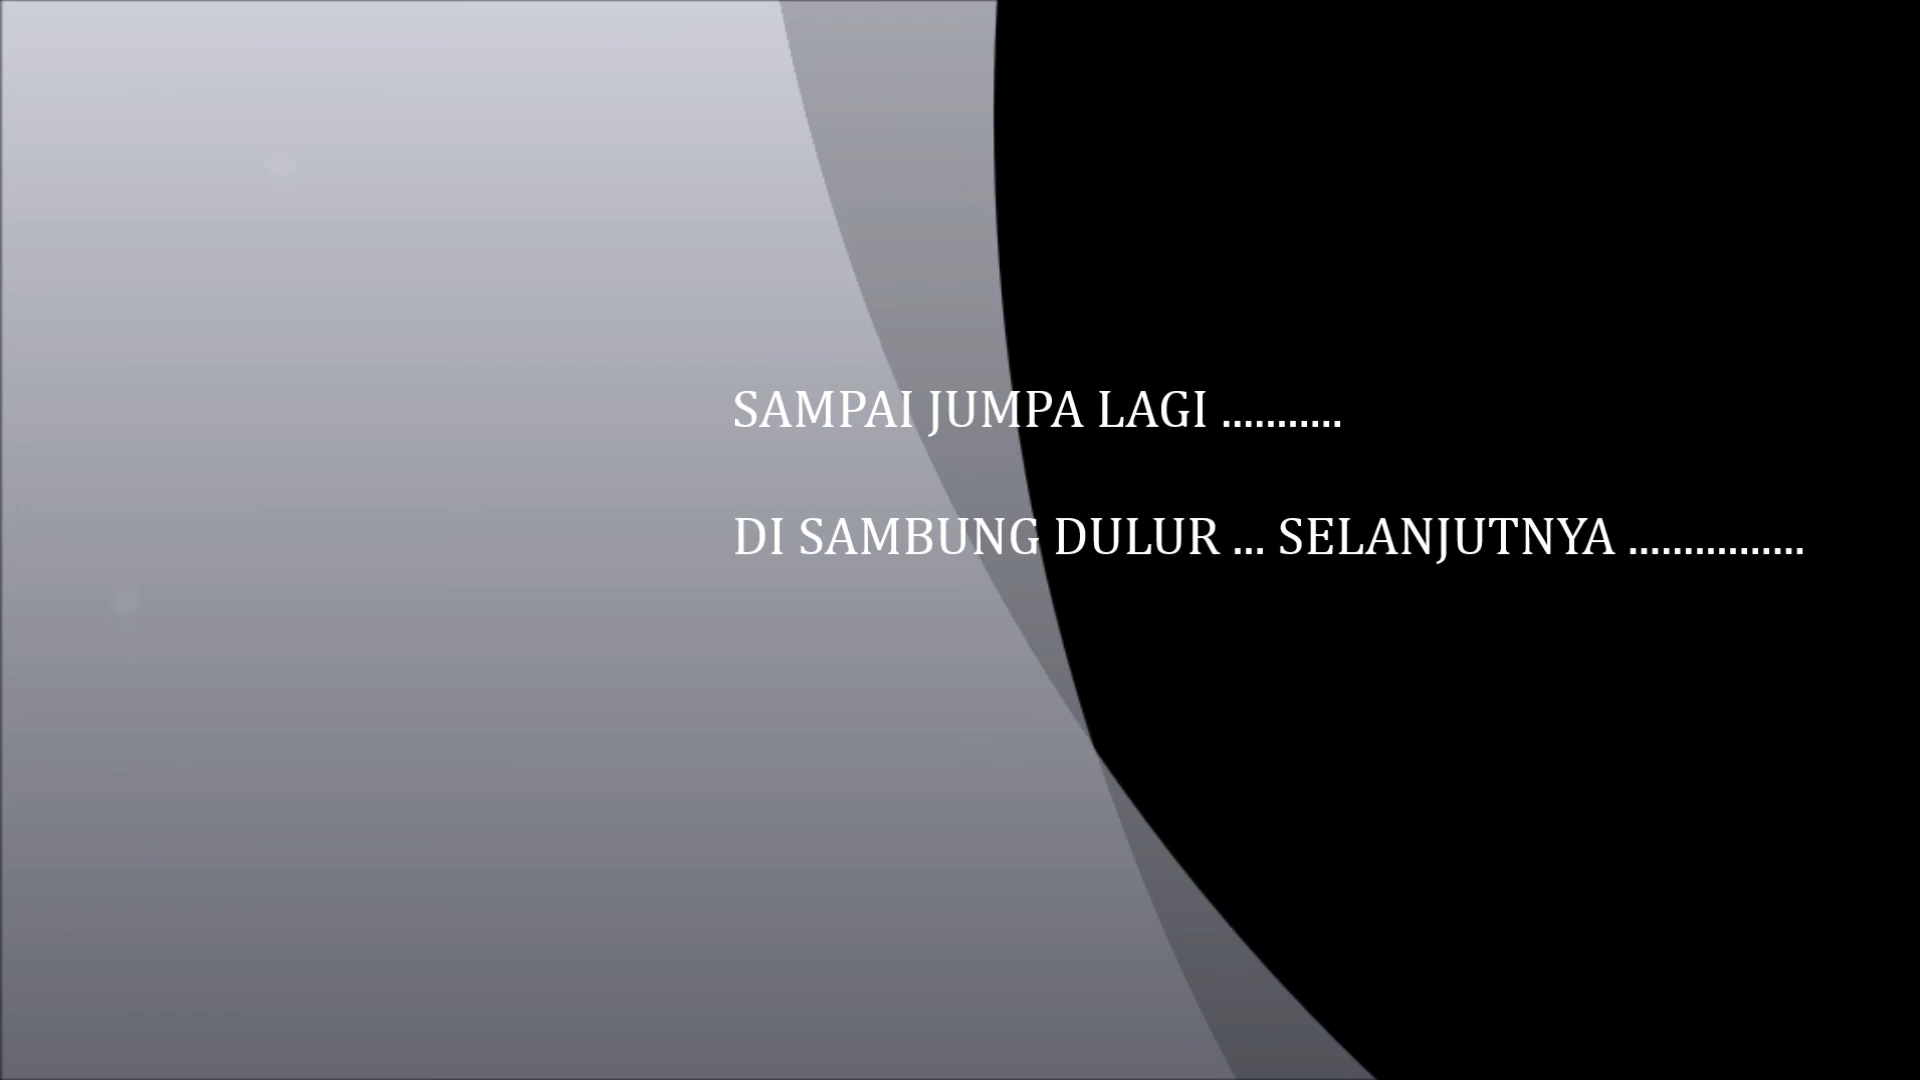 SAMPAI JUMPA LAGI ...........
DI SAMBUNG DULUR ... SELANJUTNYA ................